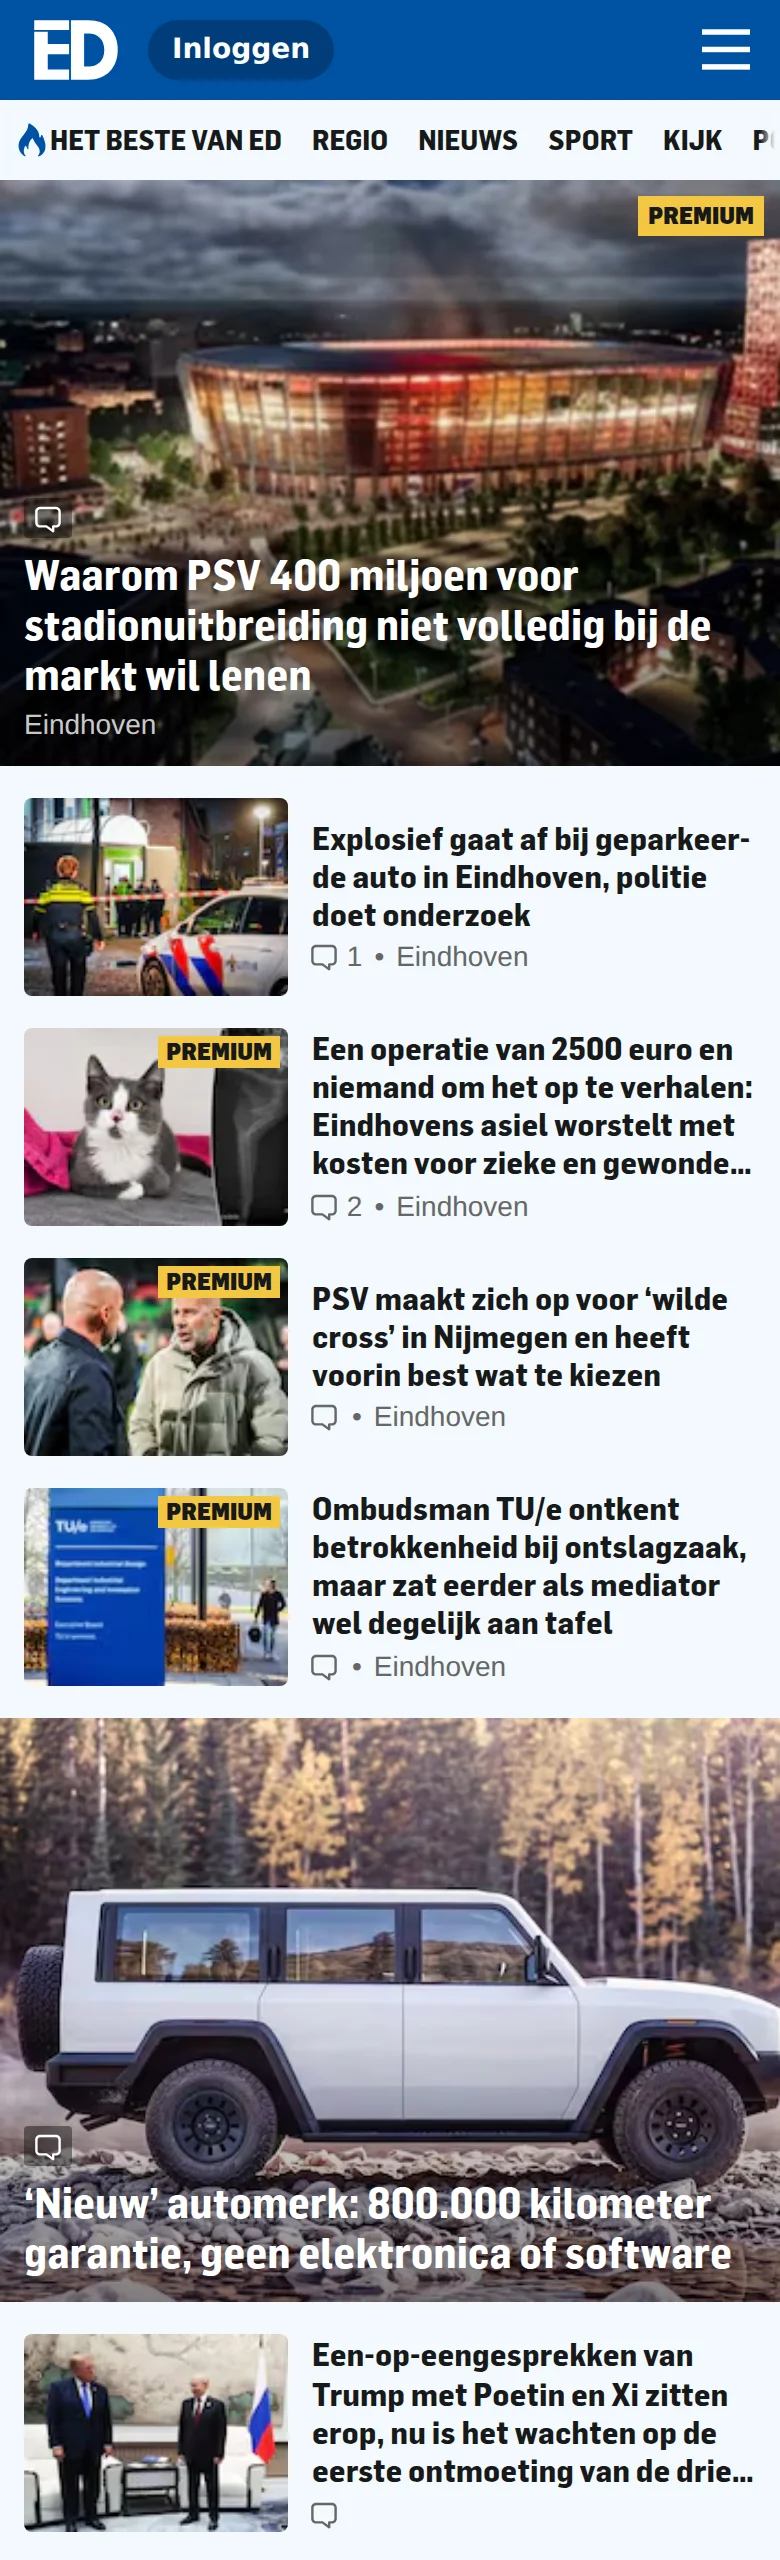 ED
Inloggen
HET BESTE VAN ED REGIO NIEUWS SPORT KIJK
PREMIUM
Waarom PSV 400 miljoen voor
stadionuitbreiding niet volledig bij de
markt wil lenen
Eindhoven
Explosief gaat af bij geparkeer-
de auto in Eindhoven, politie
doet onderzoek
1 • Eindhoven
PREMIUM
Een operatie van 2500 euro en
niemand om het op te verhalen:
Eindhovens asiel worstelt met
kosten voor zieke en gewonde...
2 • Eindhoven
PREMIUM
PSV maakt zich op voor ‘wilde
cross’ in Nijmegen en heeft
voorin best wat te kiezen
• Eindhoven
PREMIUM
TU/e
Ombudsman TU/e ontkent
betrokkenheid bij ontslagzaak,
maar zat eerder als mediator
wel degelijk aan tafel
• Eindhoven
‘Nieuw’ automerk: 800.000 kilometer
garantie, geen elektronica of software
Een-op-eengesprekken van
Trump met Poetin en Xi zitten
erop, nu is het wachten op de
eerste ontmoeting van de drie...